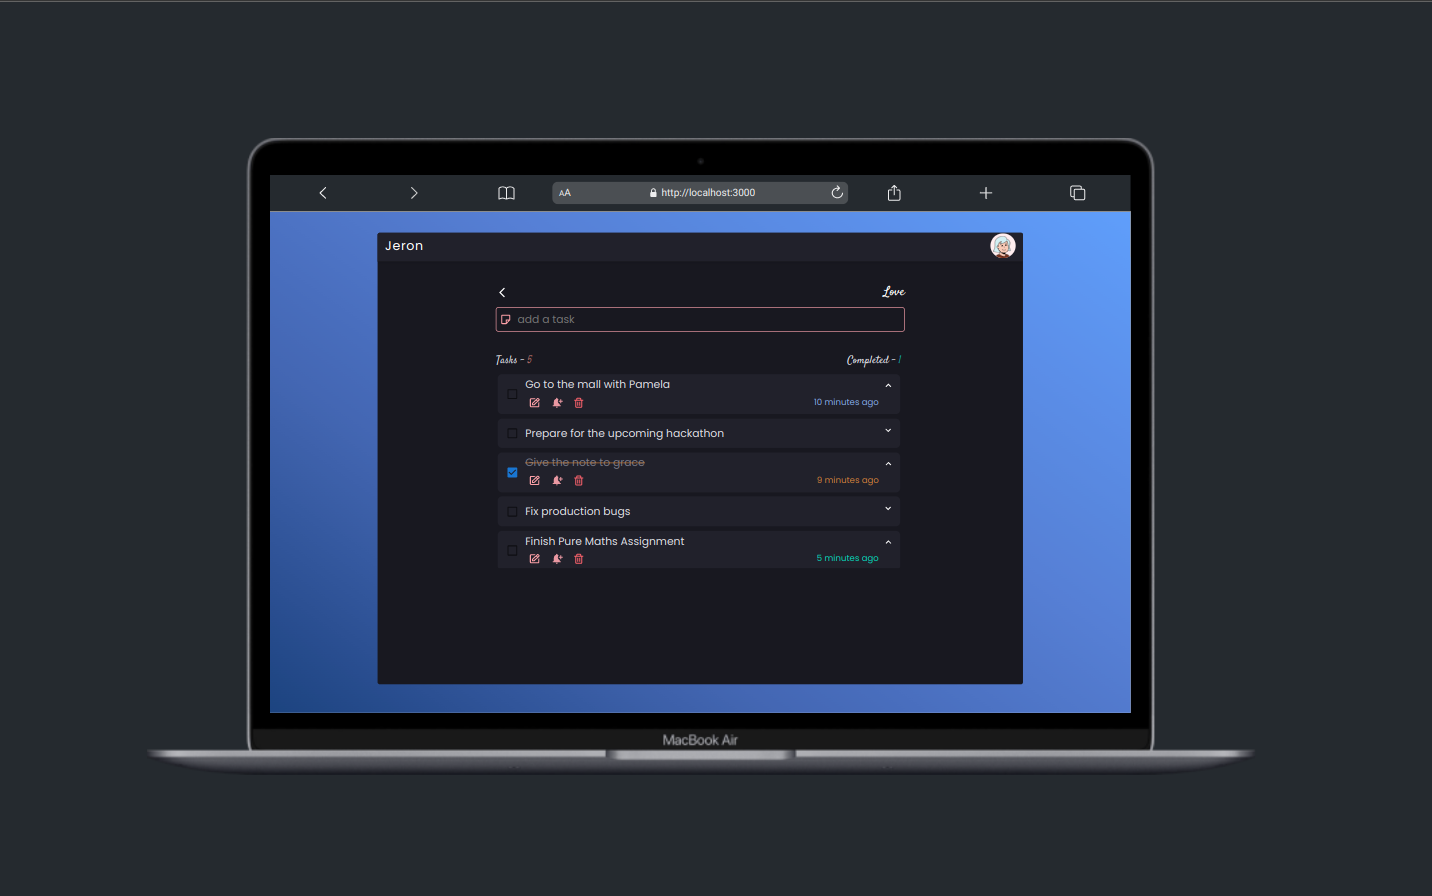 AA http://localhost:3000
Jeron
Love
add a task
Tasks - 5 Completed - 1
Go to the mall with Pamela
10 minutes ago
Prepare for the upcoming hackathon
Give the note to grace
9 minutes ago
Fix production bugs
Finish Pure Maths Assignment
5 minutes ago
MacBook Air